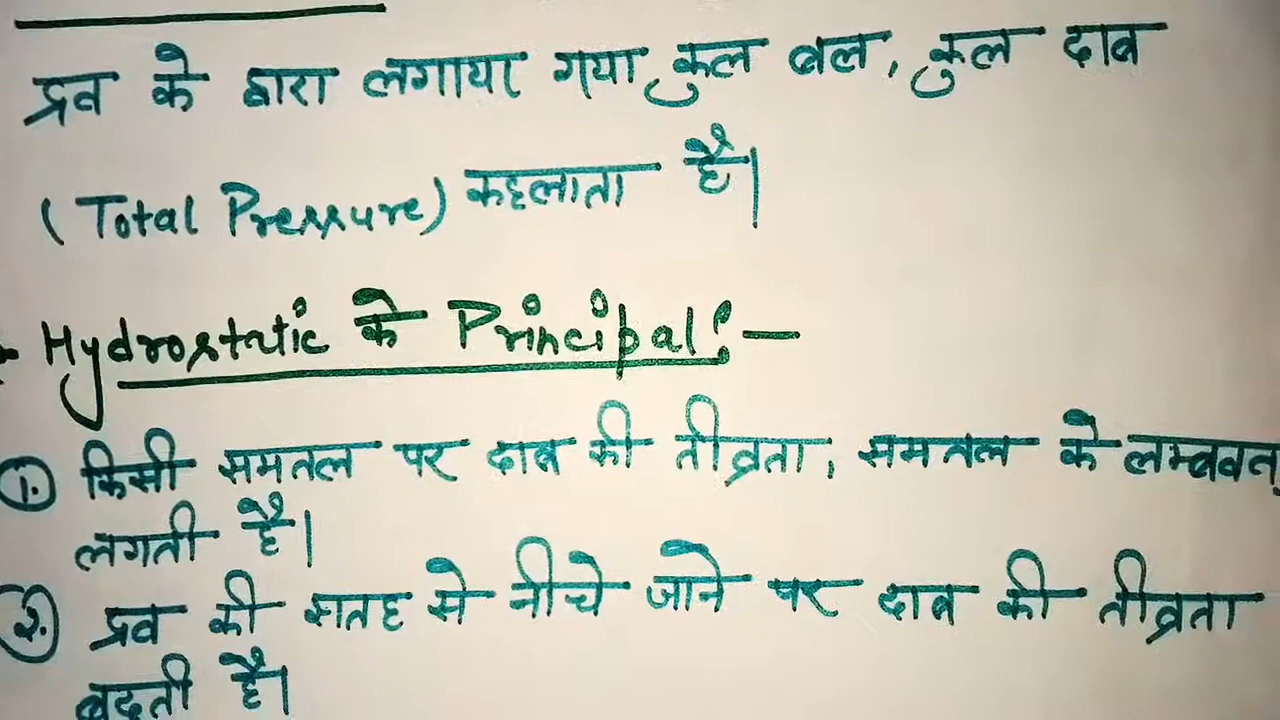 द्रव के द्वारा लगाया गया, कुल बल, कुल दाब
(Total Pressure) कहलाता है।
Hydrostatic के Principal :-
1. किसी समतल पर दाब की तीव्रता, समतल के लम्बवत्
लगती है।
2. द्रव की सतह से नीचे जाने पर दाब की तीव्रता
बढ़ती है।